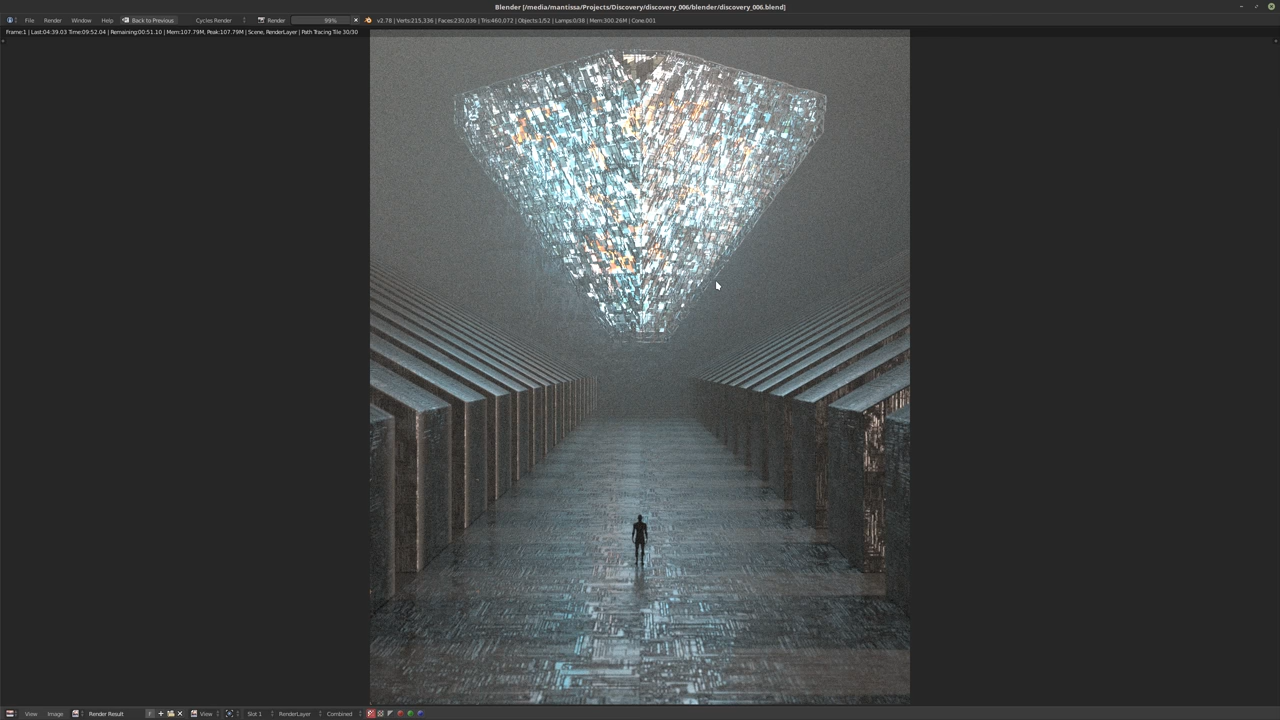 Blender [/media/mantissa/Projects/Discovery/discovery_006/blender/discovery_006.blend]
File Render Window Help Back to Previous Cycles Render Render 99% v2.78 | Verts:215,336 | Faces:230,036 | Tris:460,072 | Objects:1/52 | Lamps:0/38 | Mem:300.26M | Cone.001
Frame:1 | Last:04:39.03 Time:09:52.04 | Remaining:00:51.10 | Mem:107.79M, Peak:107.79M | Scene, RenderLayer | Path Tracing Tile 30/30
View Image Render Result F View Slot 1 RenderLayer Combined